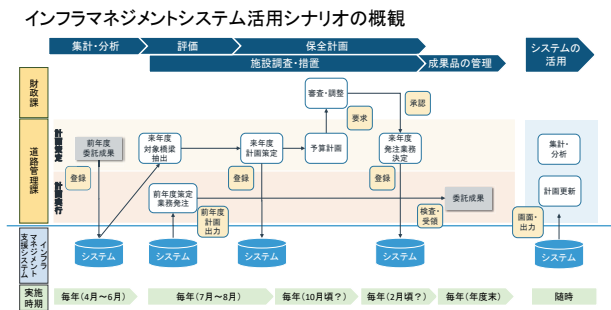 インフラマネジメントシステム活用シナリオの概観
集計・分析
評価
保全計画
システムの
活用
施設調査・措置
成果品の管理
財政課
審査・調整
要求
承認
道路管理課
計画策定
前年度
委託成果
来年度
対象橋梁
抽出
来年度
計画策定
予算計画
来年度
発注業務
決定
集計・
分析
登録
登録
登録
計画実行
前年度策定
業務発注
前年度
計画
出力
検査・
受領
委託成果
計画更新
画面・
出力
インフラ
マネジメント
支援システム
システム
システム
システム
システム
システム
実施
時期
毎年(4月~6月)
毎年(7月~8月)
毎年(10月頃?)
毎年(2月頃?)
毎年(年度末)
随時